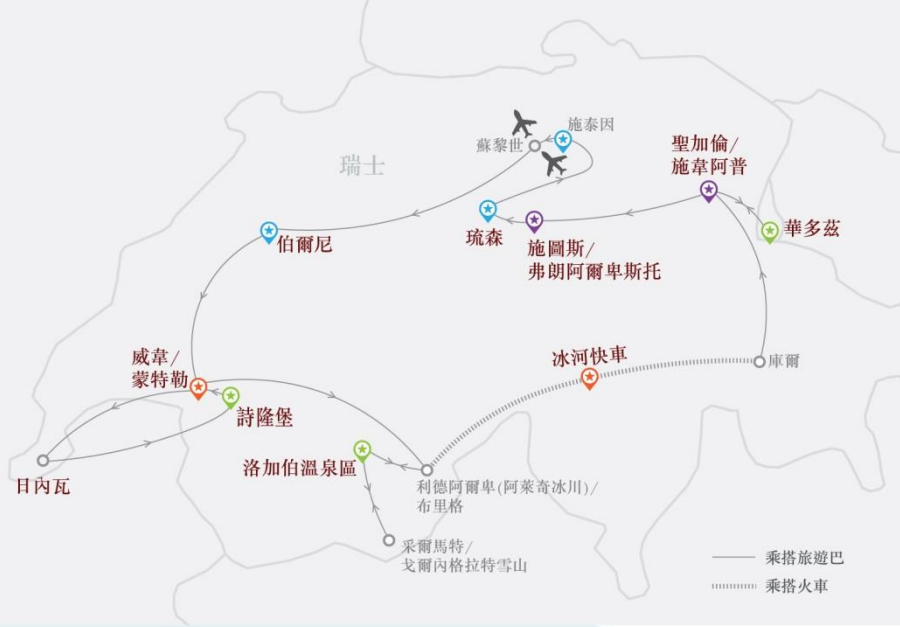 施泰因
蘇黎世
聖加倫/
施韋阿普
瑞士
華多茲
琉森
伯爾尼
施圖斯/
弗朗阿爾卑斯托
威韋/
蒙特勒
冰河快車
庫爾
詩隆堡
洛加伯溫泉區
日內瓦
利德阿爾卑(阿萊奇冰川)/
布里格
采爾馬特/
戈爾內格拉特雪山
乘搭旅遊巴
乘搭火車